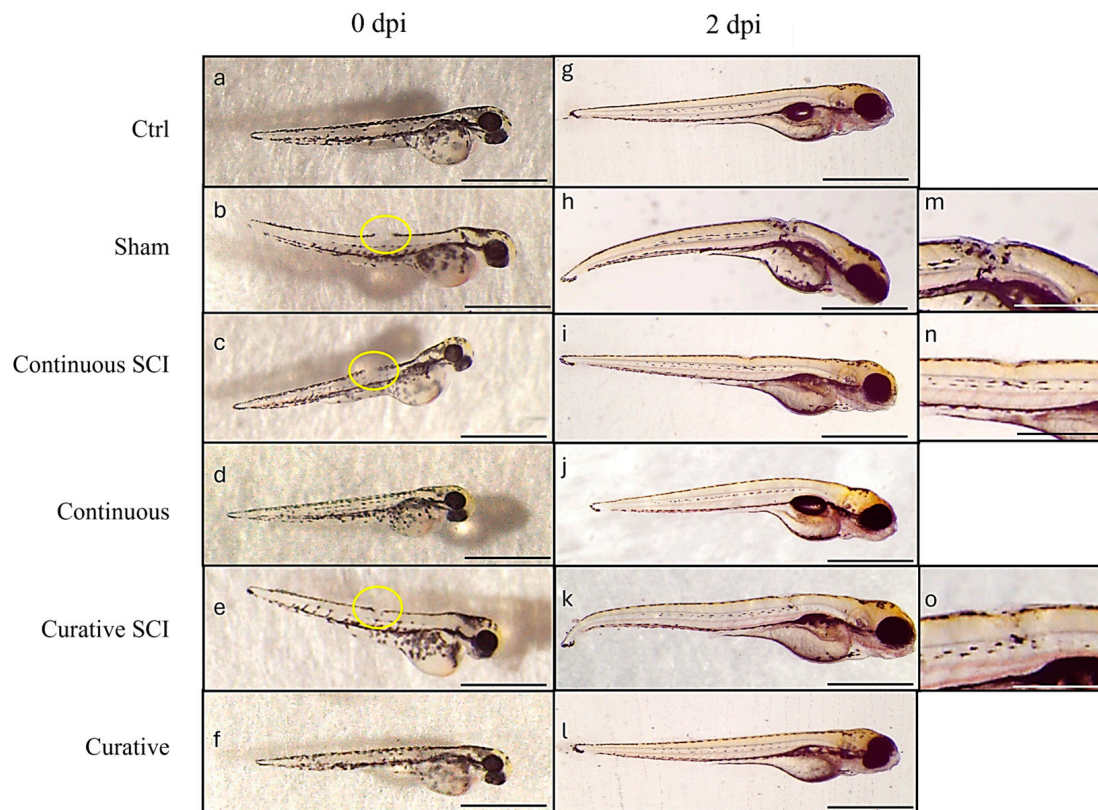 0 dpi 2 dpi
a g
Ctrl
b h m
Sham
c i n
Continuous SCI
d j
Continuous
e k o
Curative SCI
f l
Curative